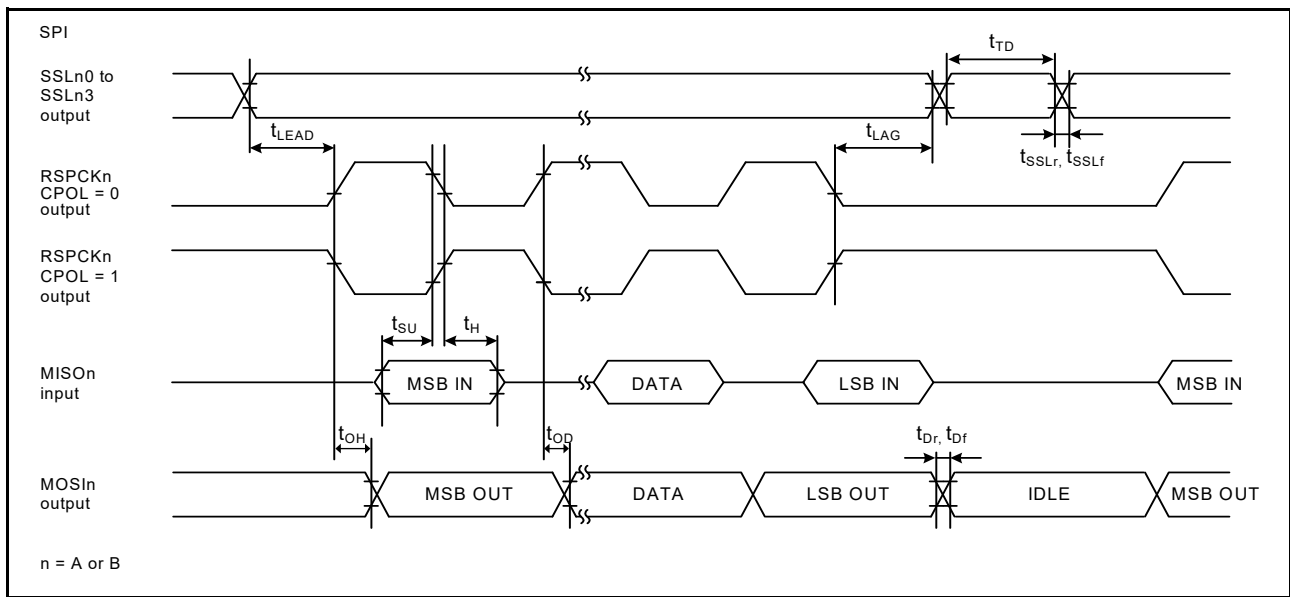 SPI
tTD
SSLn0 to
SSLn3
output
tLEAD
tLAG
tSSLr, tSSLf
RSPCKn
CPOL = 0
output
RSPCKn
CPOL = 1
output
tSU
tH
MISOn
input
MSB IN
DATA
LSB IN
MSB IN
tOH
tOD
tDr, tDf
MOSIn
output
MSB OUT
DATA
LSB OUT
IDLE
MSB OUT
n = A or B